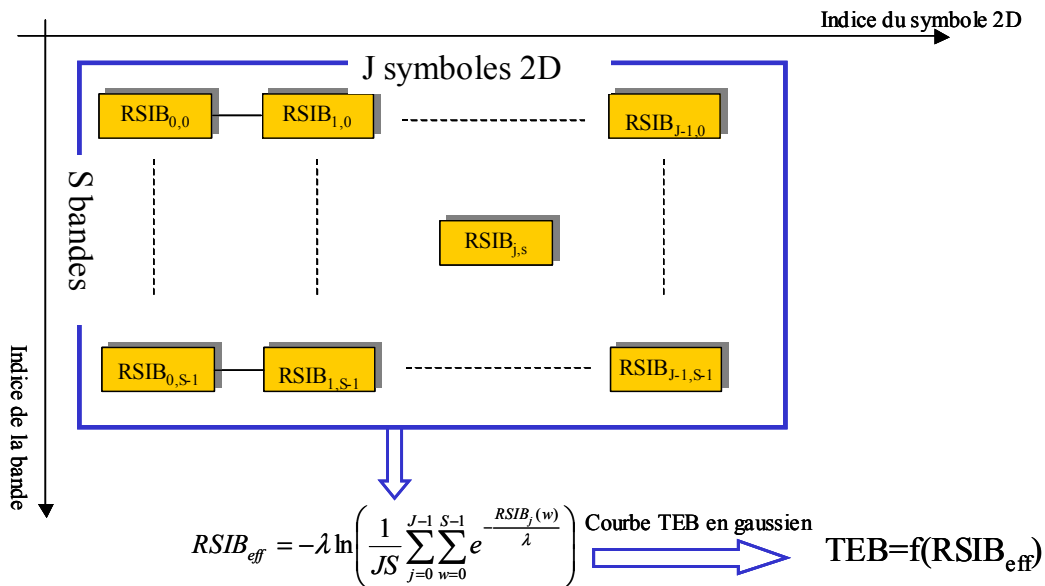 Indice du symbole 2D
J symboles 2D
RSIB0,0
RSIB1,0
RSIBJ-1,0
S bandes
RSIBj,s
RSIB0,S-1
RSIB1,S-1
RSIBJ-1,S-1
Indice de la bande
RSIBeff = −λ ln( 1/JS ∑j=0J−1 ∑w=0S−1 e−RSIBj(w)/λ )
Courbe TEB en gaussien
TEB=f(RSIBeff)